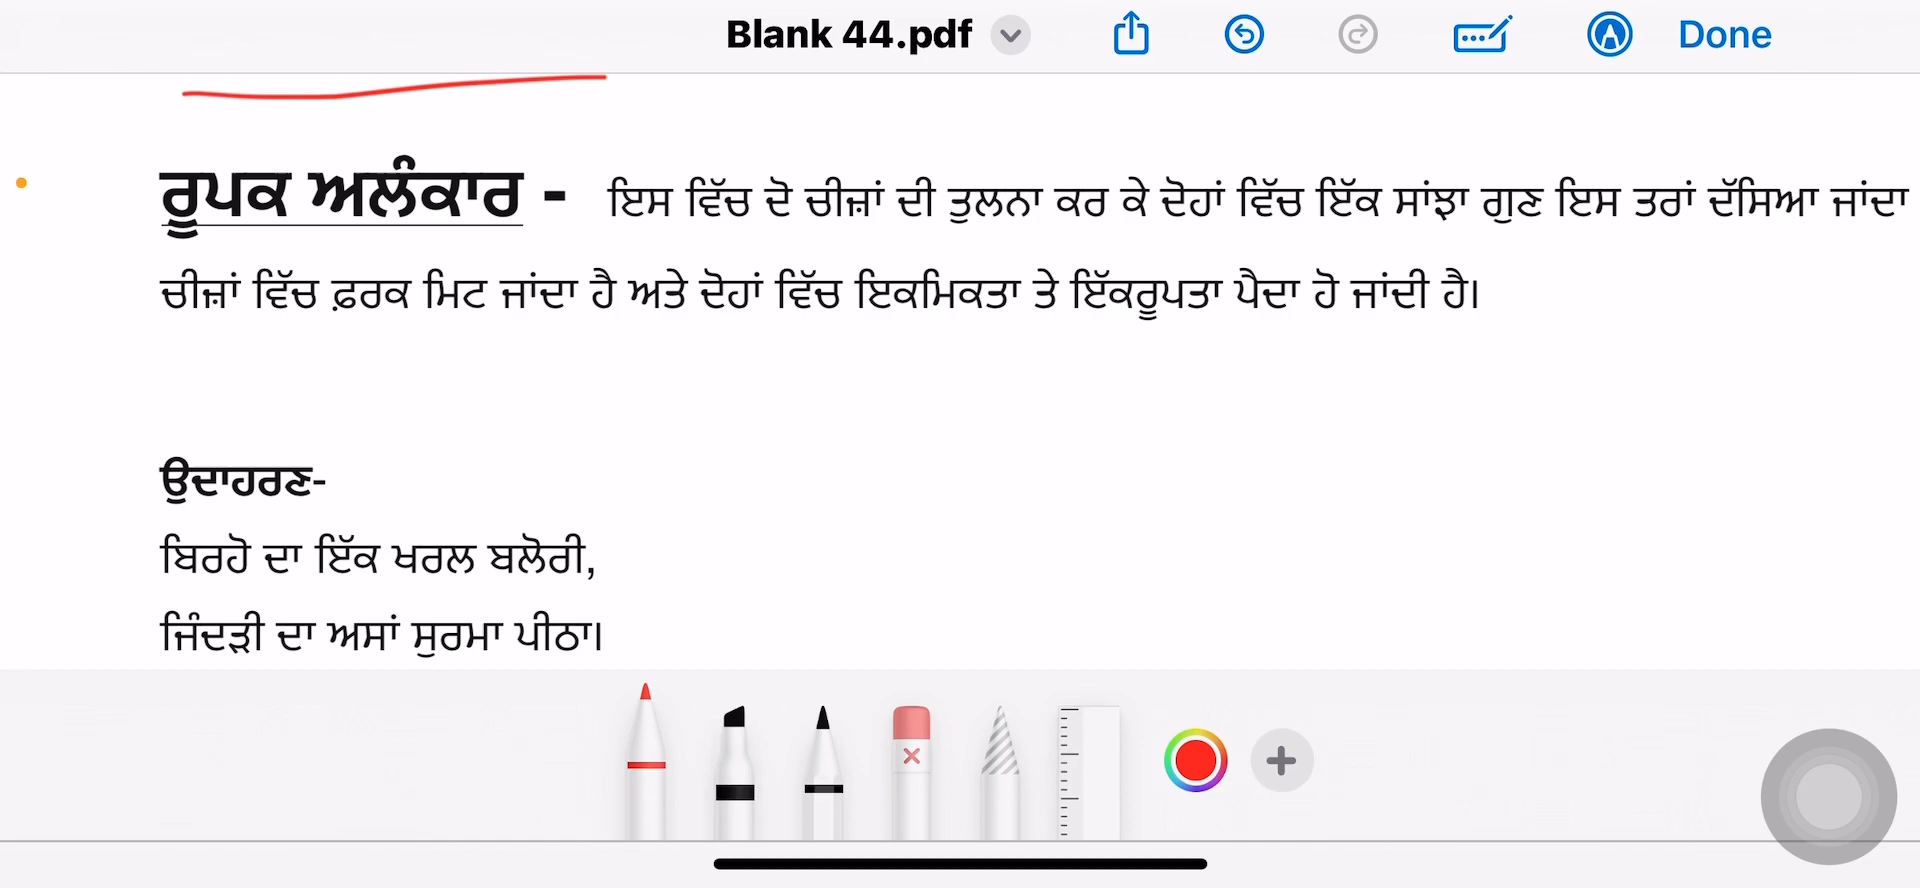 Blank 44.pdf
Done
ਰੂਪਕ ਅਲੰਕਾਰ - ਇਸ ਵਿੱਚ ਦੋ ਚੀਜ਼ਾਂ ਦੀ ਤੁਲਨਾ ਕਰ ਕੇ ਦੋਹਾਂ ਵਿੱਚ ਇੱਕ ਸਾਂਝਾ ਗੁਣ ਇਸ ਤਰਾਂ ਦੱਸਿਆ ਜਾਂਦਾ
ਚੀਜ਼ਾਂ ਵਿੱਚ ਫ਼ਰਕ ਮਿਟ ਜਾਂਦਾ ਹੈ ਅਤੇ ਦੋਹਾਂ ਵਿੱਚ ਇਕਮਿਕਤਾ ਤੇ ਇੱਕਰੂਪਤਾ ਪੈਦਾ ਹੋ ਜਾਂਦੀ ਹੈ।
ਉਦਾਹਰਣ-
ਬਿਰਹੋ ਦਾ ਇੱਕ ਖਰਲ ਬਲੋਰੀ,
ਜਿੰਦੜੀ ਦਾ ਅਸਾਂ ਸੁਰਮਾ ਪੀਠਾ।